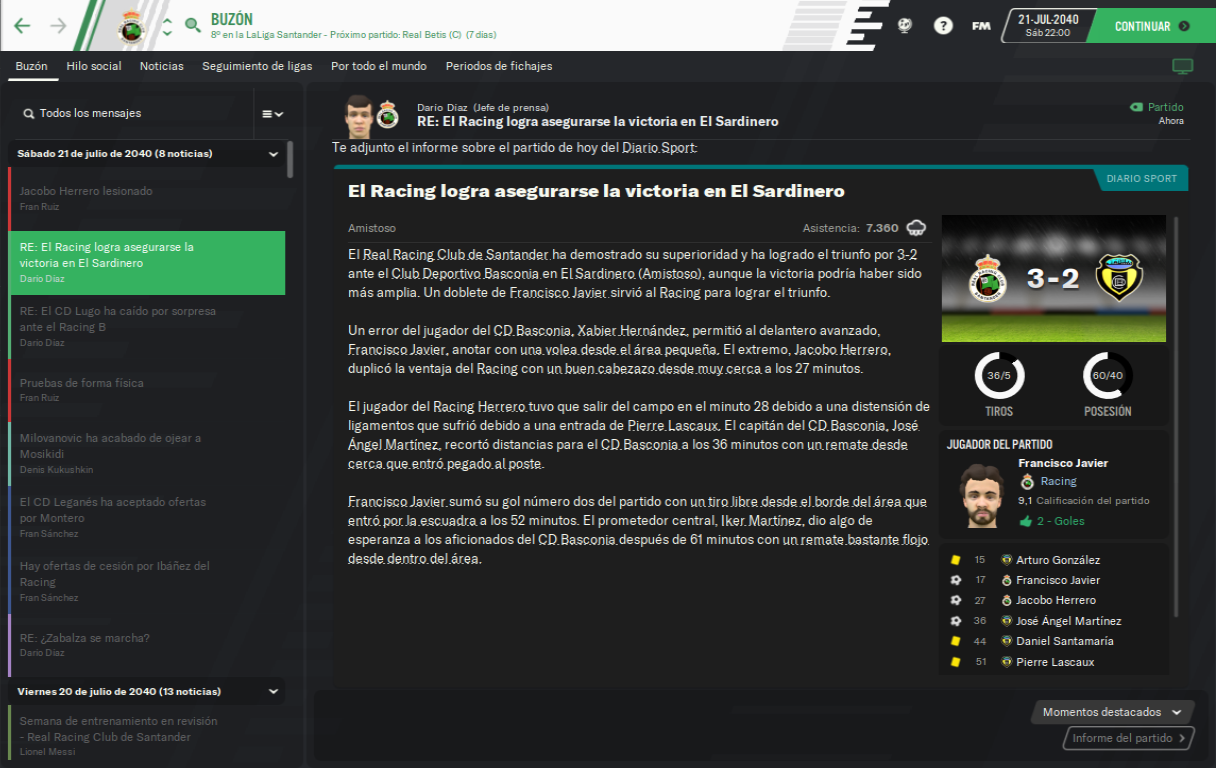 BUZÓN
8º en la LaLiga Santander - Próximo partido: Real Betis (C) (7 días)
?
FM
21-JUL-2040
Sáb 22:00
CONTINUAR
Buzón
Hilo social
Noticias
Seguimiento de ligas
Por todo el mundo
Periodos de fichajes
Todos los mensajes
Sábado 21 de julio de 2040 (8 noticias)
Jacobo Herrero lesionado
Fran Ruiz
RE: El Racing logra asegurarse la
victoria en El Sardinero
Darío Díaz
RE: El CD Lugo ha caído por sorpresa
ante el Racing B
Darío Díaz
Pruebas de forma física
Fran Ruiz
Milovanovic ha acabado de ojear a
Mosikidi
Denis Kukushkin
El CD Leganés ha aceptado ofertas
por Montero
Fran Sánchez
Hay ofertas de cesión por Ibáñez del
Racing
Fran Sánchez
RE: ¿Zabalza se marcha?
Darío Díaz
Viernes 20 de julio de 2040 (13 noticias)
Semana de entrenamiento en revisión
- Real Racing Club de Santander
Lionel Messi
Darío Díaz (Jefe de prensa)
RE: El Racing logra asegurarse la victoria en El Sardinero
Partido
Ahora
Te adjunto el informe sobre el partido de hoy del Diario Sport:
DIARIO SPORT
El Racing logra asegurarse la victoria en El Sardinero
Amistoso
Asistencia: 7.360
El Real Racing Club de Santander ha demostrado su superioridad y ha logrado el triunfo por 3-2
ante el Club Deportivo Basconia en El Sardinero (Amistoso), aunque la victoria podría haber sido
más amplia. Un doblete de Francisco Javier sirvió al Racing para lograr el triunfo.
Un error del jugador del CD Basconia, Xabier Hernández, permitió al delantero avanzado,
Francisco Javier, anotar con una volea desde el área pequeña. El extremo, Jacobo Herrero,
duplicó la ventaja del Racing con un buen cabezazo desde muy cerca a los 27 minutos.
El jugador del Racing Herrero tuvo que salir del campo en el minuto 28 debido a una distensión de
ligamentos que sufrió debido a una entrada de Pierre Lascaux. El capitán del CD Basconia, José
Ángel Martínez, recortó distancias para el CD Basconia a los 36 minutos con un remate desde
cerca que entró pegado al poste.
Francisco Javier sumó su gol número dos del partido con un tiro libre desde el borde del área que
entró por la escuadra a los 52 minutos. El prometedor central, Iker Martínez, dio algo de
esperanza a los aficionados del CD Basconia después de 61 minutos con un remate bastante flojo
desde dentro del área.
3-2
36/5
60/40
TIROS
POSESIÓN
JUGADOR DEL PARTIDO
Francisco Javier
Racing
9,1 Calificación del partido
2 - Goles
15 Arturo González
17 Francisco Javier
27 Jacobo Herrero
36 José Ángel Martínez
44 Daniel Santamaría
51 Pierre Lascaux
Momentos destacados
Informe del partido